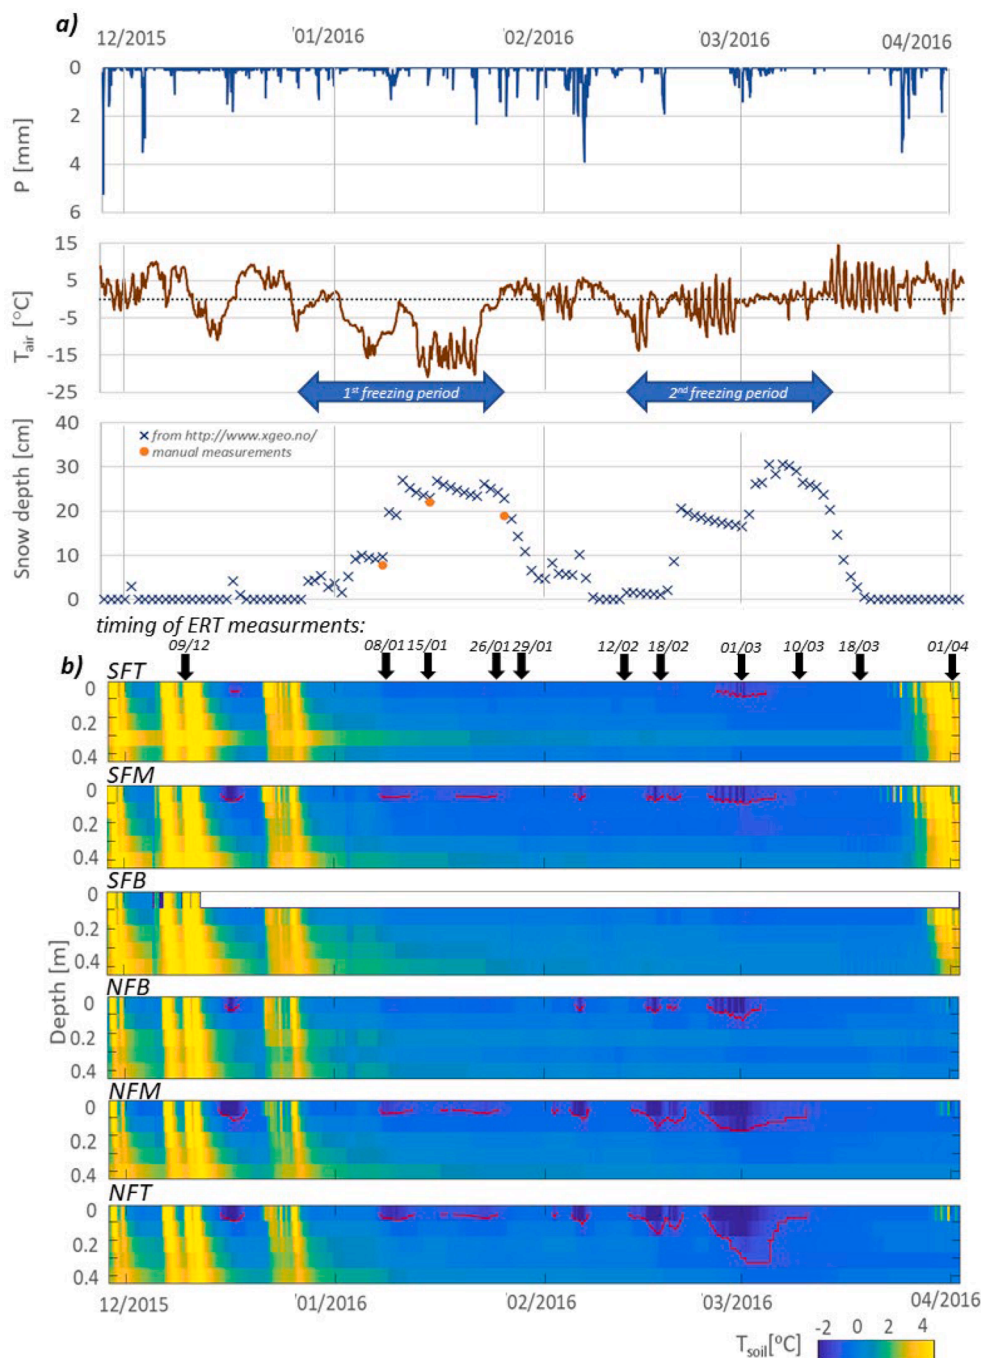 a)
12/2015 '01/2016 '02/2016 '03/2016 04/2016
0
2
4
6
P [mm]
15
5
-5
-15
-25
T air [°C]
1st freezing period 2nd freezing period
40
30
20
10
0
Snow depth [cm]
from http://www.xgeo.no/
manual measurements
timing of ERT measurments:
09/12 08/01 15/01 26/01 29/01 12/02 18/02 01/03 10/03 18/03 01/04
b)
SFT
0
0.2
0.4
SFM
0
0.2
0.4
SFB
0
0.2
0.4
Depth [m]
NFB
0
0.2
0.4
NFM
0
0.2
0.4
NFT
0
0.2
0.4
12/2015 '01/2016 '02/2016 '03/2016 04/2016
T soil [°C] -2 0 2 4